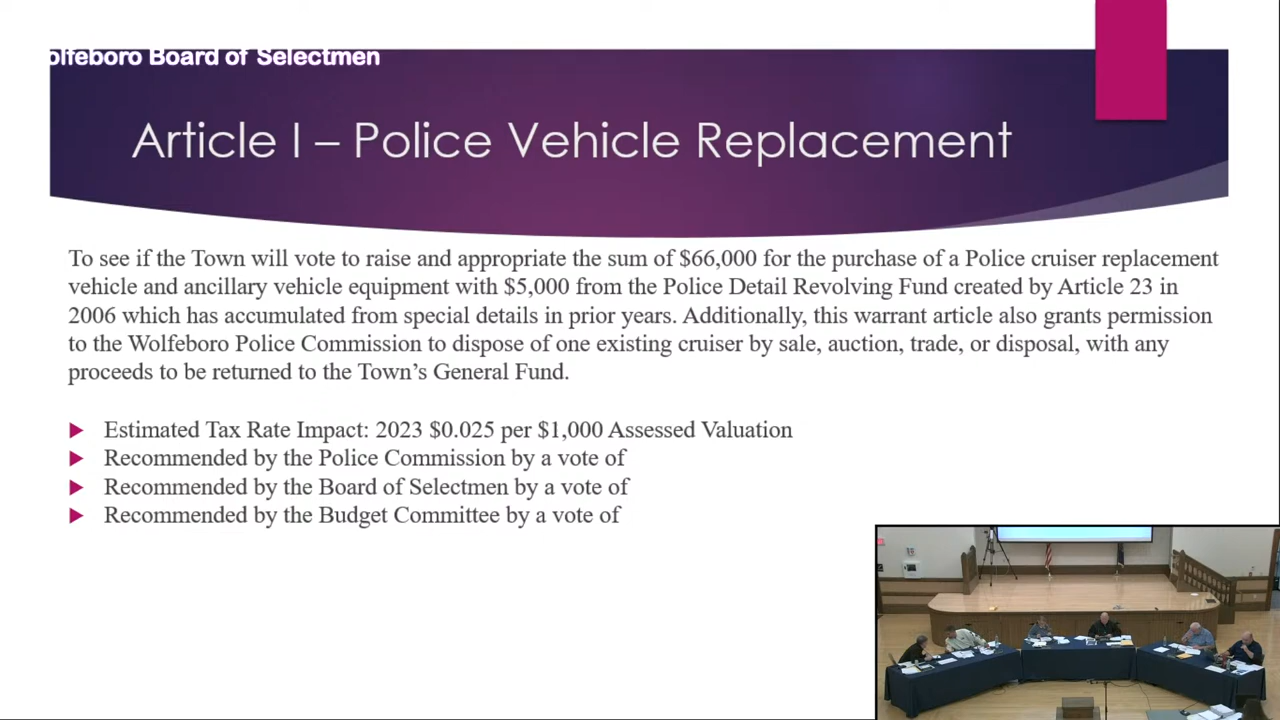 olfeboro Board of Selectmen
Article I – Police Vehicle Replacement
To see if the Town will vote to raise and appropriate the sum of $66,000 for the purchase of a Police cruiser replacement
vehicle and ancillary vehicle equipment with $5,000 from the Police Detail Revolving Fund created by Article 23 in
2006 which has accumulated from special details in prior years. Additionally, this warrant article also grants permission
to the Wolfeboro Police Commission to dispose of one existing cruiser by sale, auction, trade, or disposal, with any
proceeds to be returned to the Town's General Fund.
Estimated Tax Rate Impact: 2023 $0.025 per $1,000 Assessed Valuation
Recommended by the Police Commission by a vote of
Recommended by the Board of Selectmen by a vote of
Recommended by the Budget Committee by a vote of